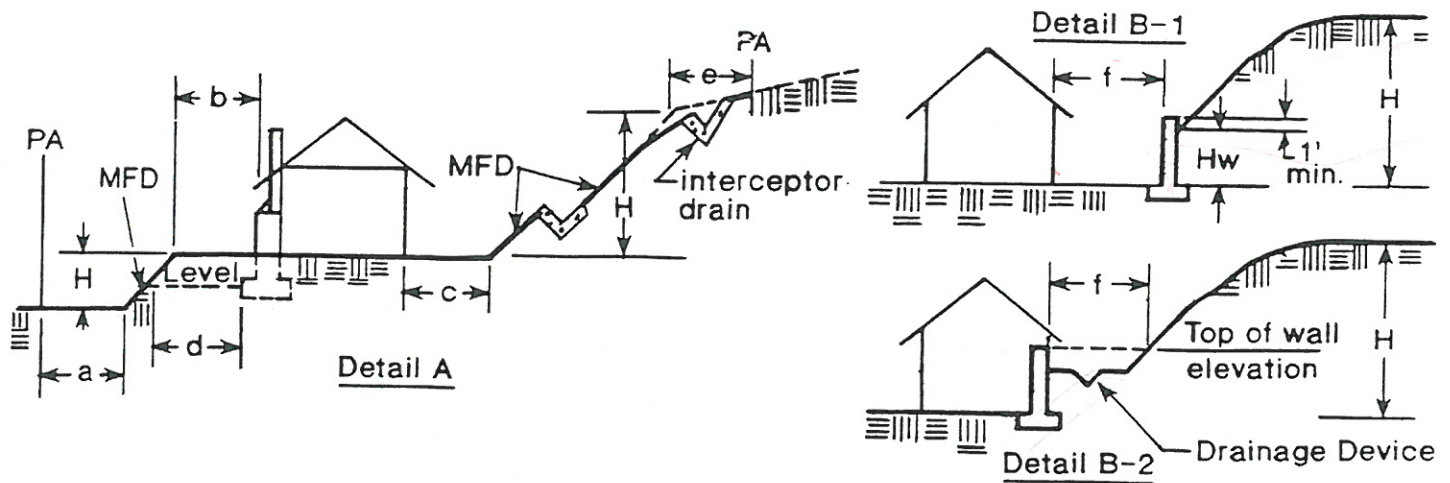 PA
MFD
H
a
b
Level
d
Detail A
c
MFD
H
e
PA
interceptor
drain
Detail B-1
f
Hw
1'
min.
H
f
Top of wall
elevation
H
Drainage Device
Detail B-2